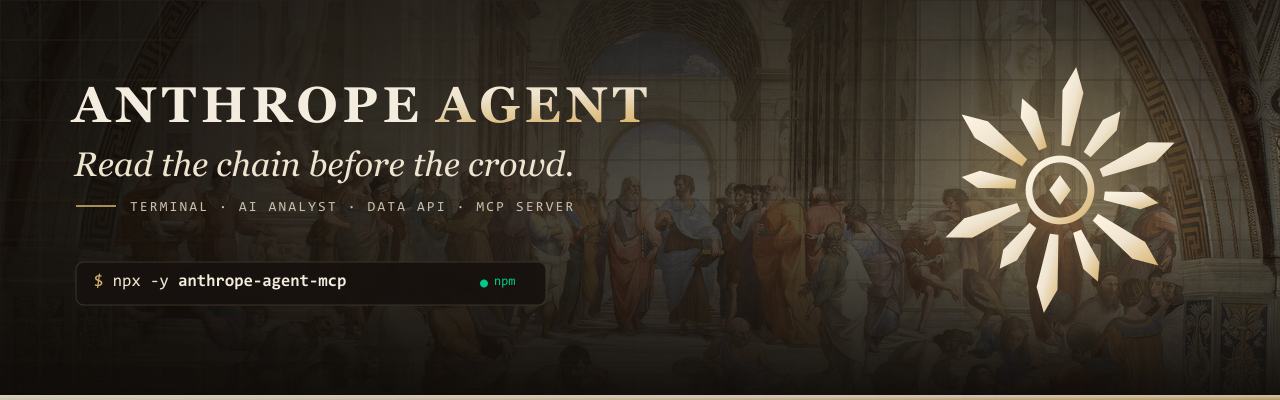 ANTHROPE AGENT
Read the chain before the crowd.
TERMINAL · AI ANALYST · DATA API · MCP SERVER
$ npx -y anthrope-agent-mcp npm